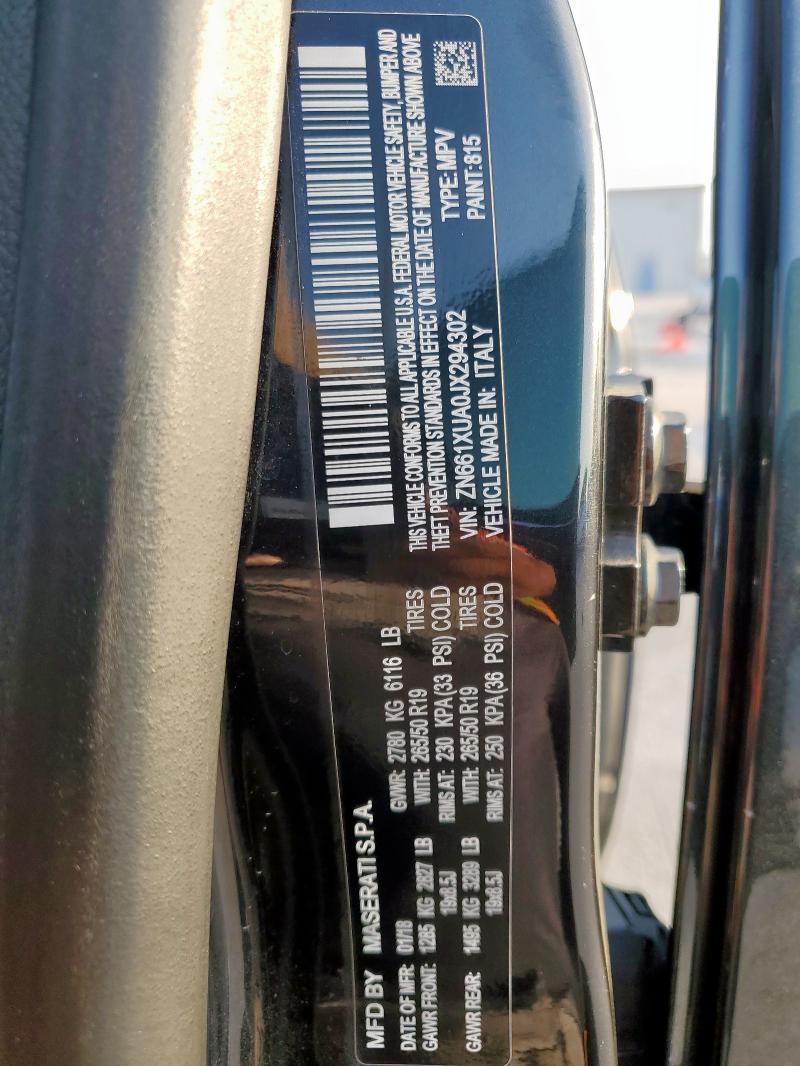 MFD BY MASERATI S.P.A.
DATE OF MFR: 01/18 GVWR: 2780 KG 6116 LB
GAWR FRONT: 1285 KG 2827 LB WITH: 265/50 R19 TIRES
19x8.5J RIMS AT: 230 KPA(33 PSI) COLD
GAWR REAR: 1495 KG 3289 LB WITH: 265/50 R19 TIRES
19x8.5J RIMS AT: 250 KPA(36 PSI) COLD
THIS VEHICLE CONFORMS TO ALL APPLICABLE U.S.A. FEDERAL MOTOR VEHICLE SAFETY, BUMPER AND
THEFT PREVENTION STANDARDS IN EFFECT ON THE DATE OF MANUFACTURE SHOWN ABOVE
VIN: ZN661XUA0JX294302 TYPE: MPV
VEHICLE MADE IN: ITALY PAINT: 815